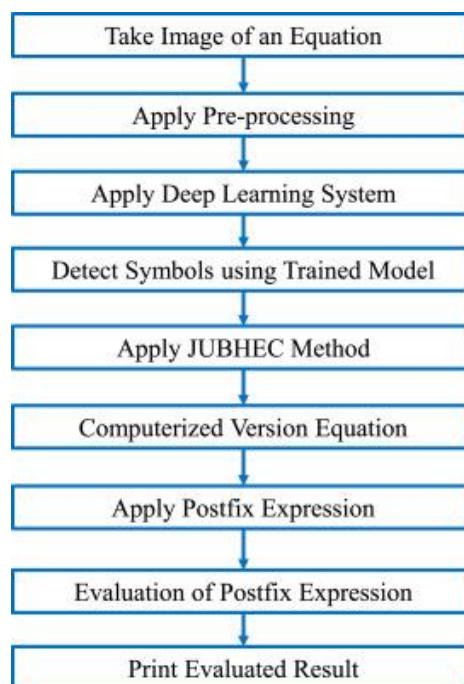 Take Image of an Equation
Apply Pre-processing
Apply Deep Learning System
Detect Symbols using Trained Model
Apply JUBHEC Method
Computerized Version Equation
Apply Postfix Expression
Evaluation of Postfix Expression
Print Evaluated Result